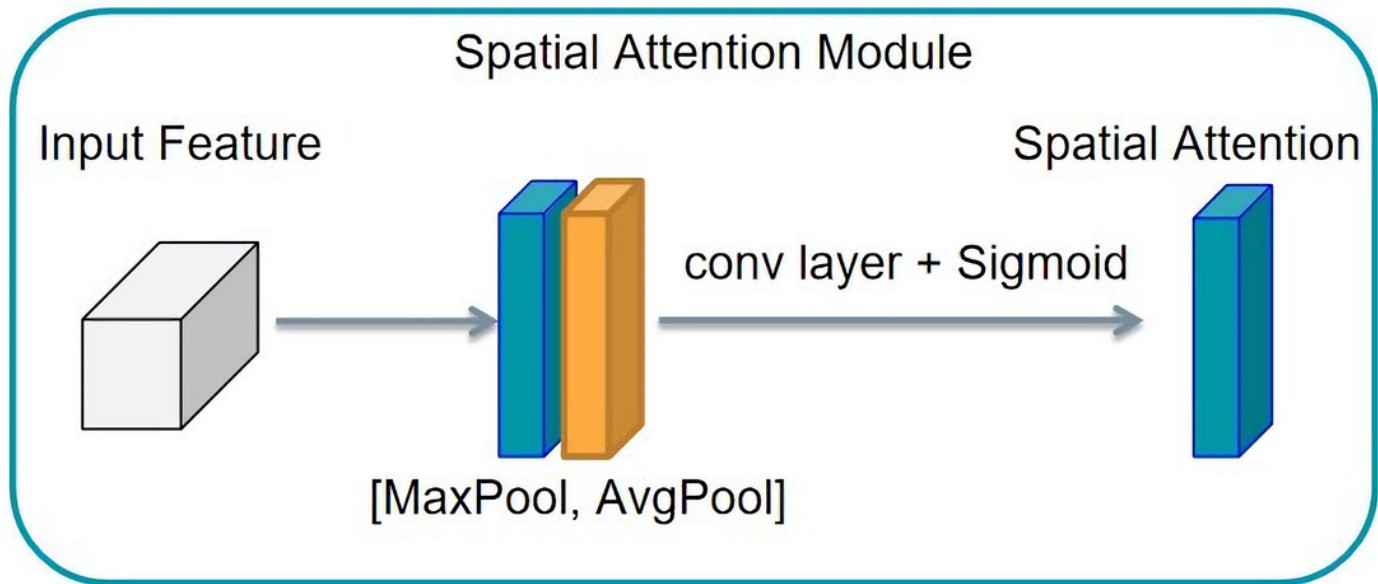 Spatial Attention Module
Input Feature
Spatial Attention
conv layer + Sigmoid
[MaxPool, AvgPool]